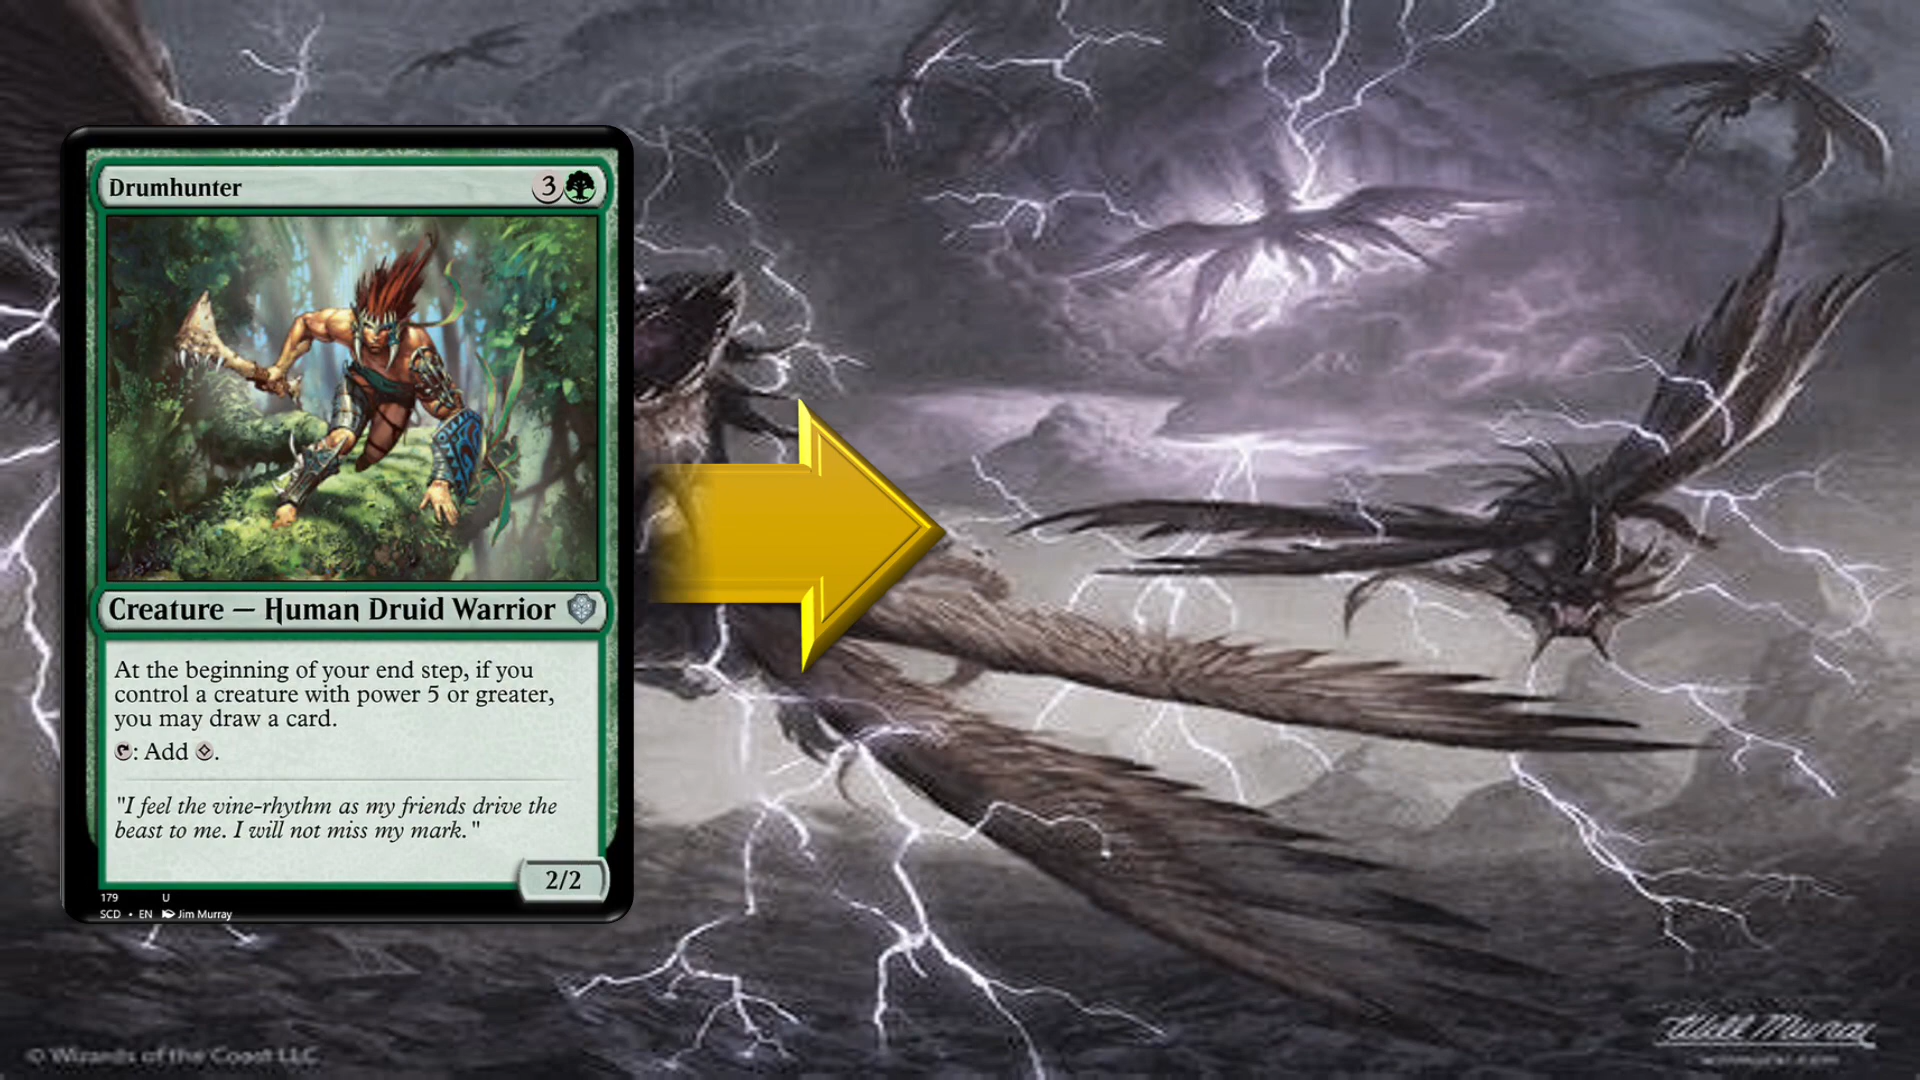 Drumhunter 3
Creature — Human Druid Warrior
At the beginning of your end step, if you
control a creature with power 5 or greater,
you may draw a card.
: Add .
"I feel the vine-rhythm as my friends drive the
beast to me. I will not miss my mark."
2/2
179 U
SCD • EN Jim Murray
Will Murai
© Wizards of the Coast LLC